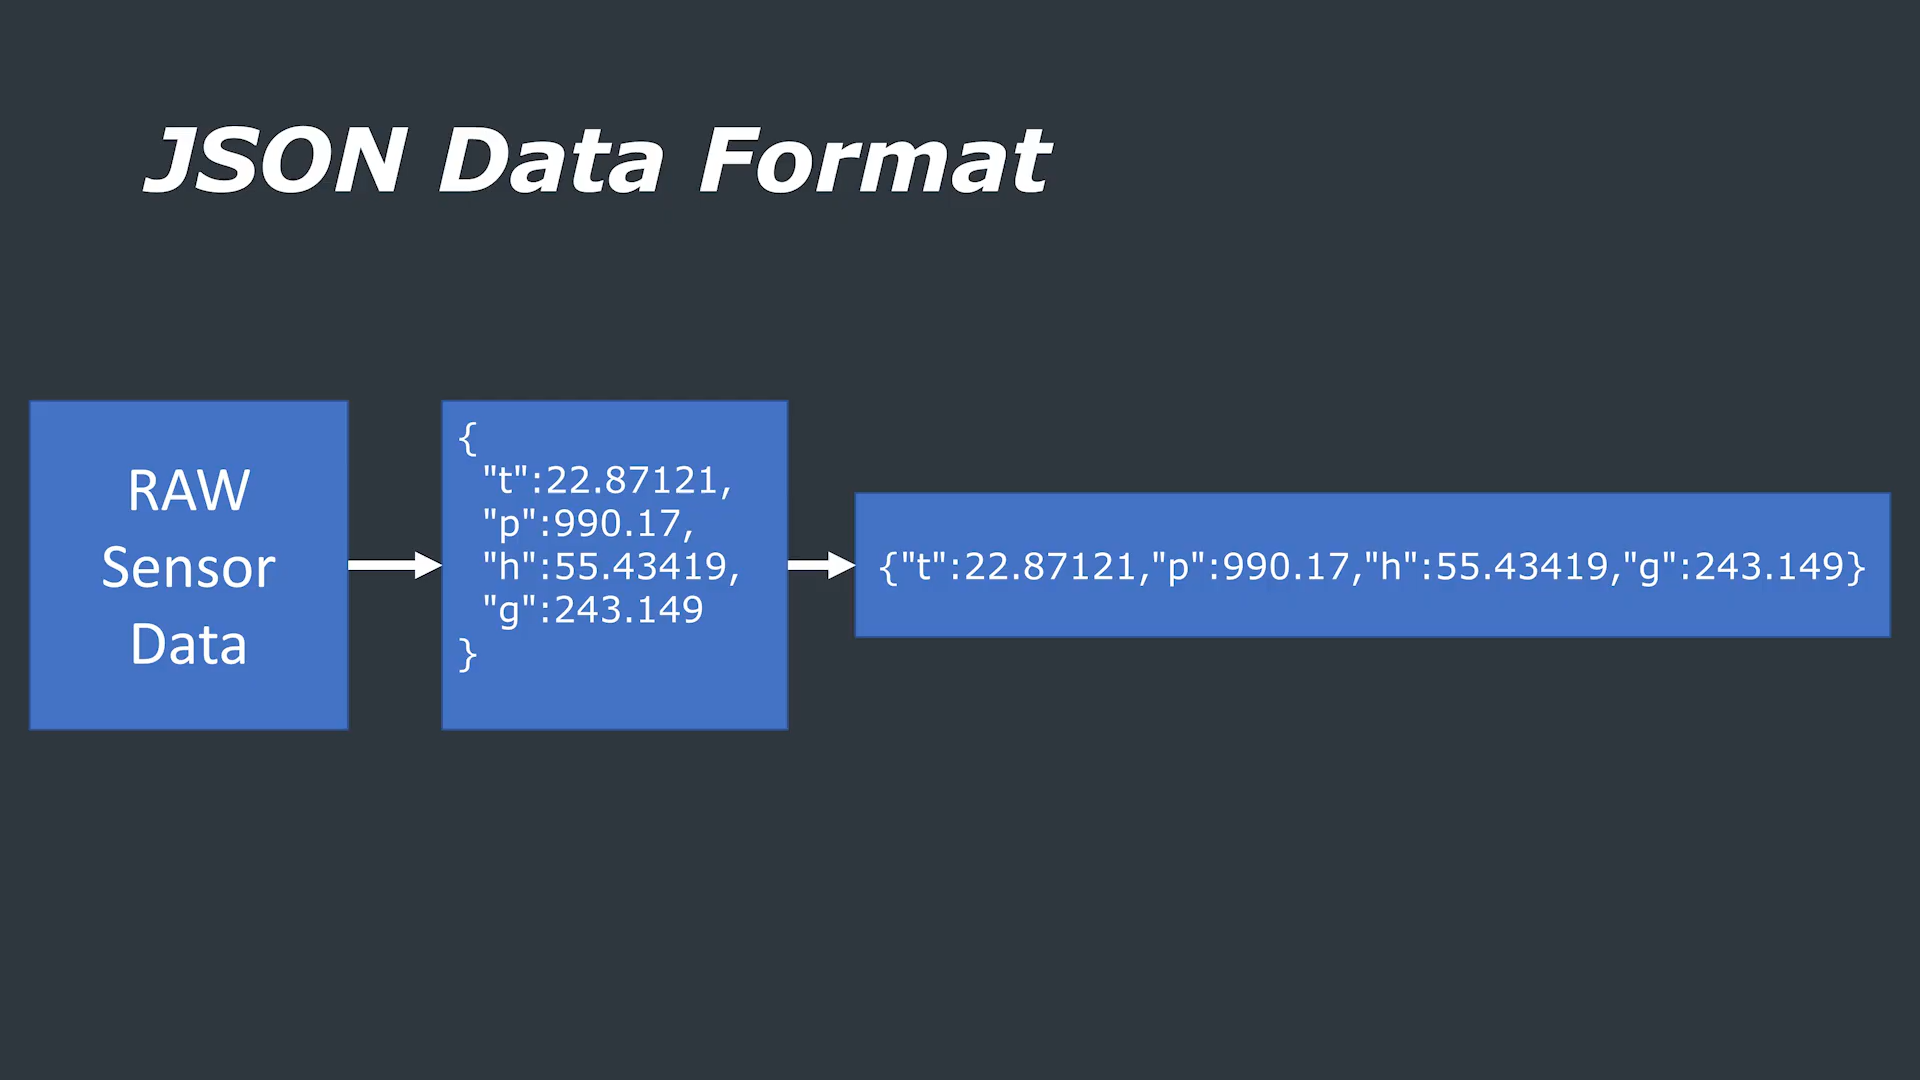 JSON Data Format
RAW
Sensor
Data
{
"t":22.87121,
"p":990.17,
"h":55.43419,
"g":243.149
}
{"t":22.87121,"p":990.17,"h":55.43419,"g":243.149}